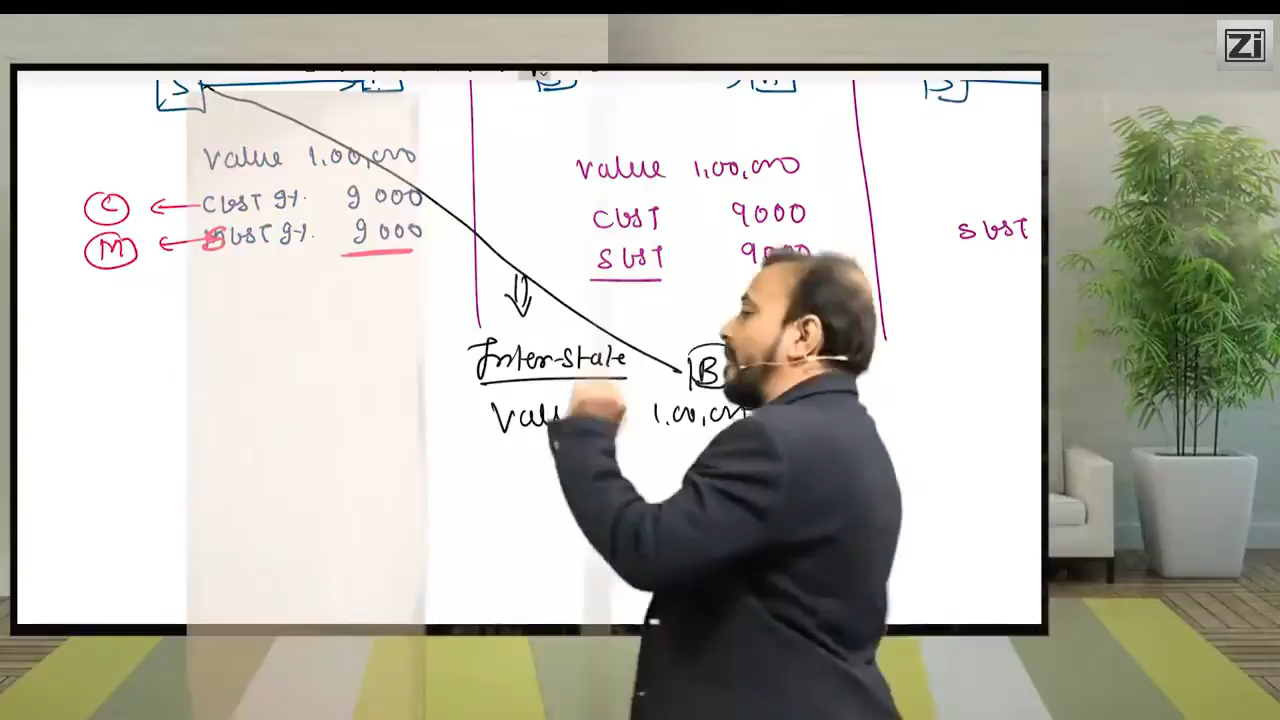 Zi
Value 1,00,000
C ← CGST 9%. 9000
M ← SGST 9%. 9000
Value 1,00,000
CGST 9000
SGST 9000
SGST
Inter-state
B
1,00,000